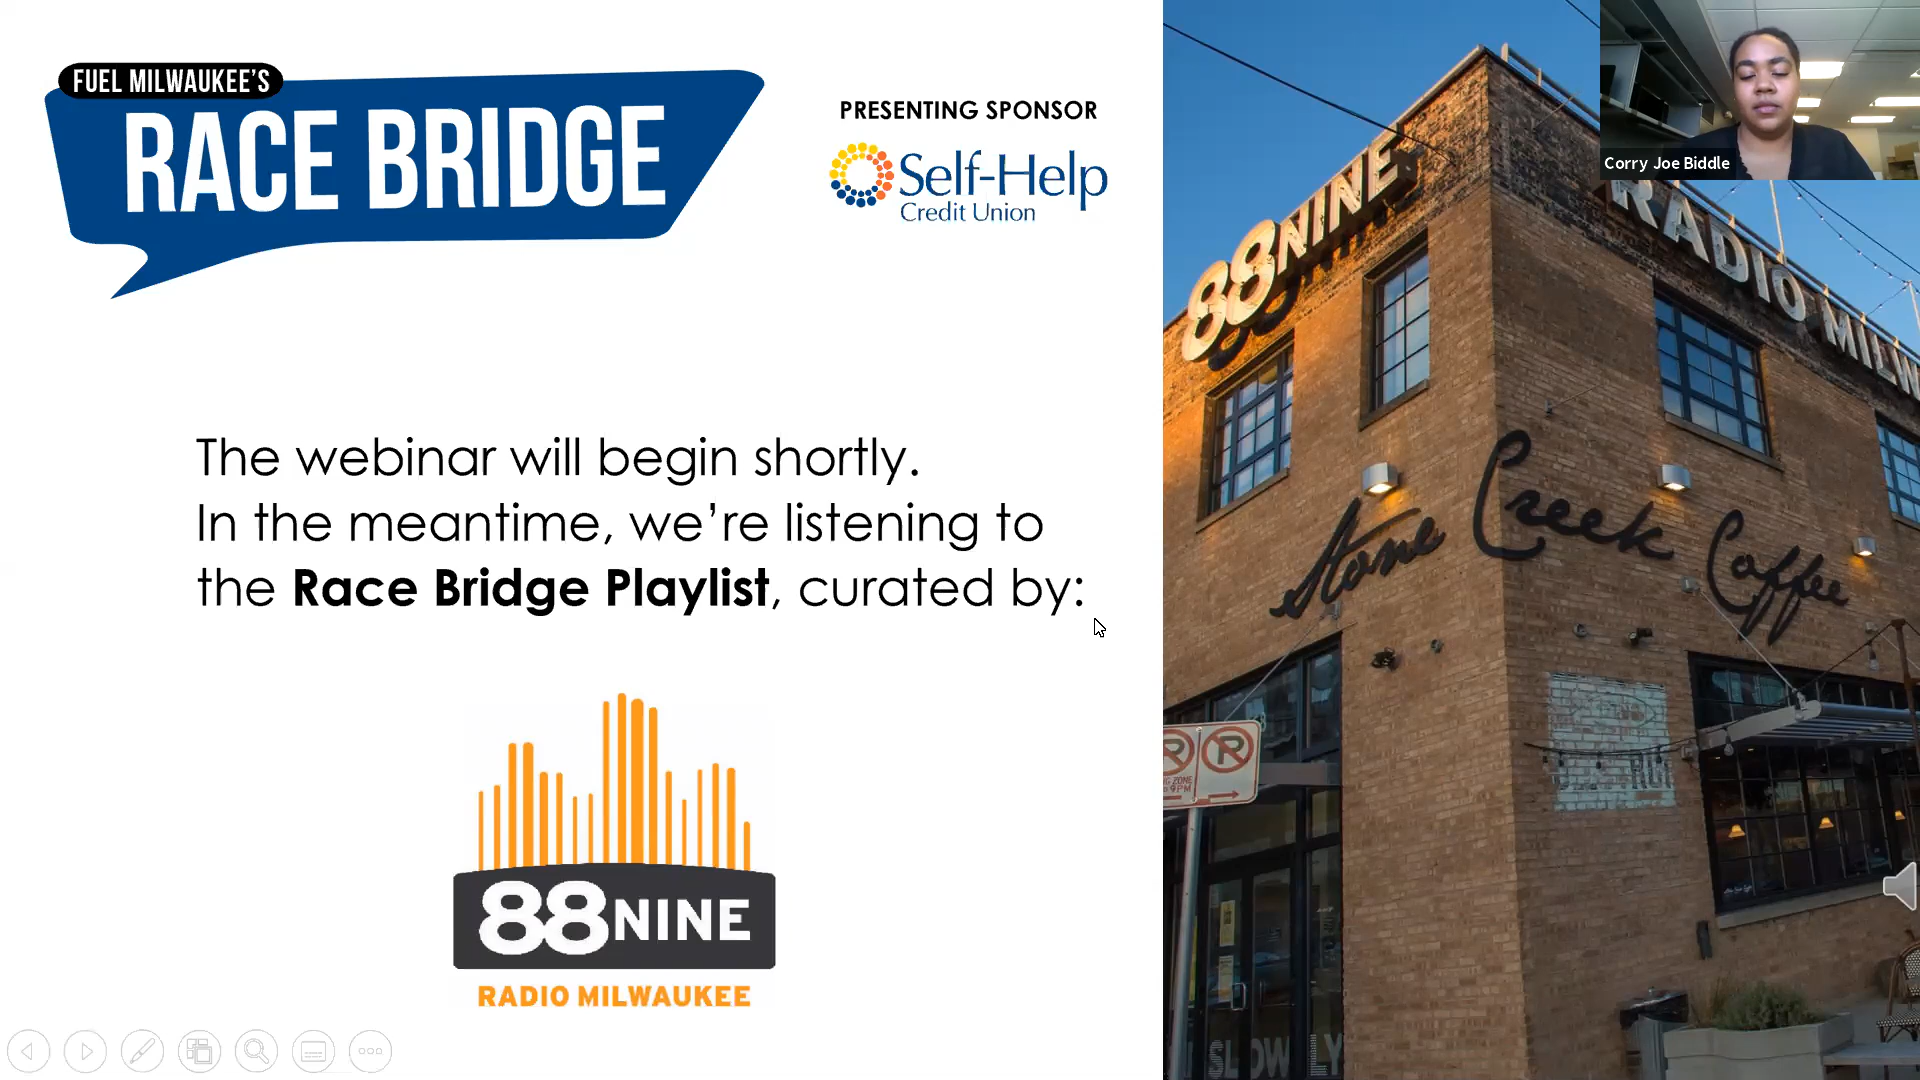 FUEL MILWAUKEE'S
RACE BRIDGE
PRESENTING SPONSOR
Self-Help
Credit Union
The webinar will begin shortly.
In the meantime, we're listening to
the Race Bridge Playlist, curated by:
88NINE
RADIO MILWAUKEE
Corry Joe Biddle
88NINE
RADIO MILW
Stone Creek Coffee
9PM
SLOWLY